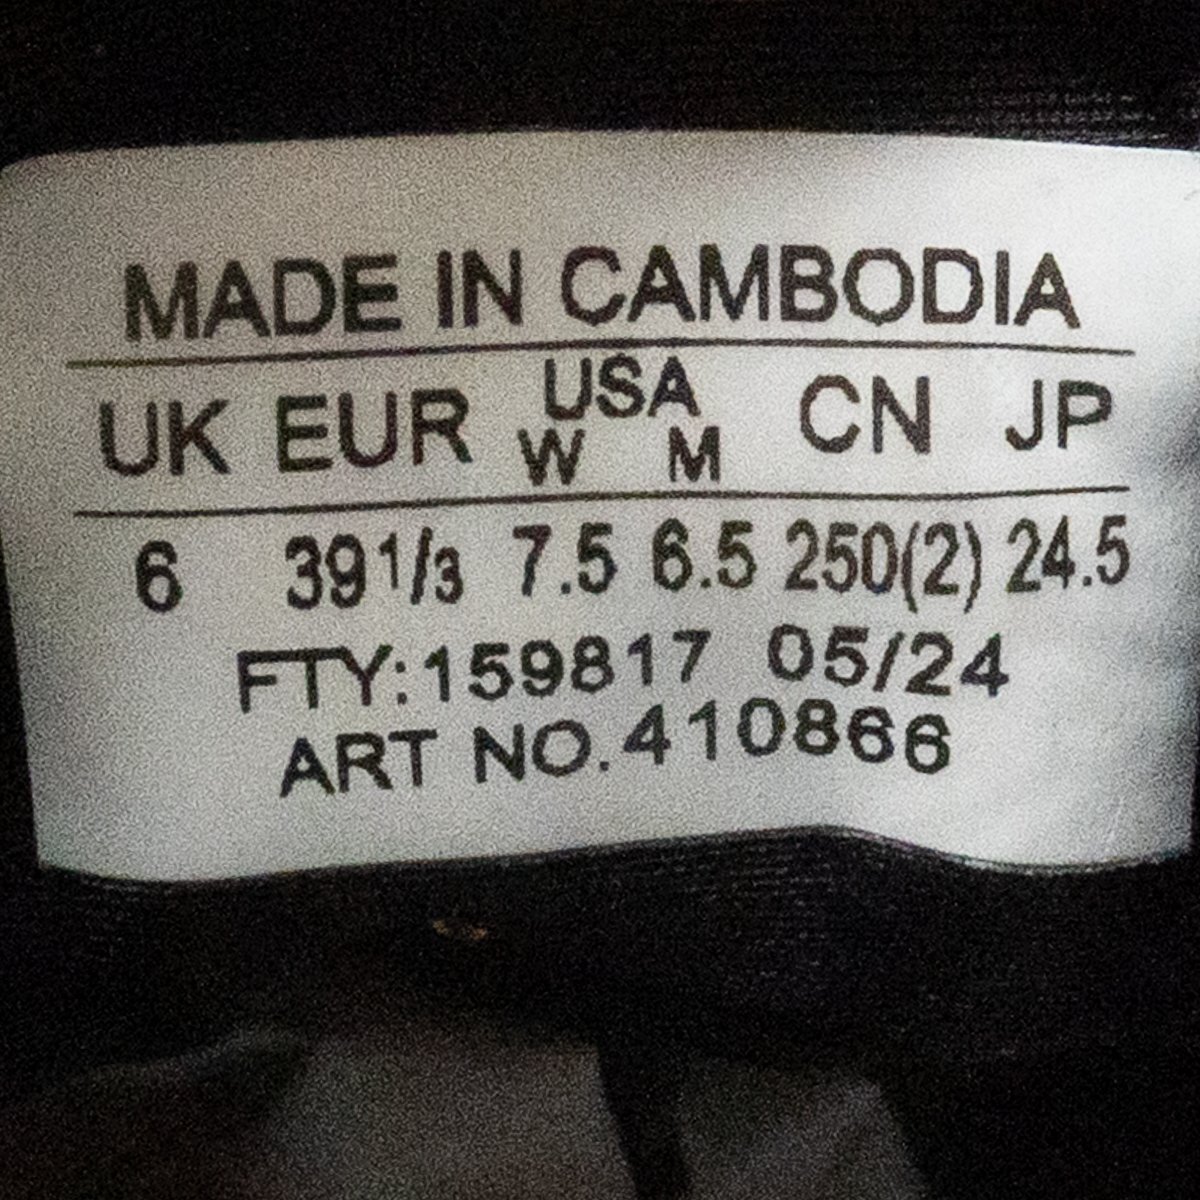 MADE IN CAMBODIA
UK EUR USA CN JP
W M
6 39 1/3 7.5 6.5 250(2) 24.5
FTY:159817 05/24
ART NO.410866